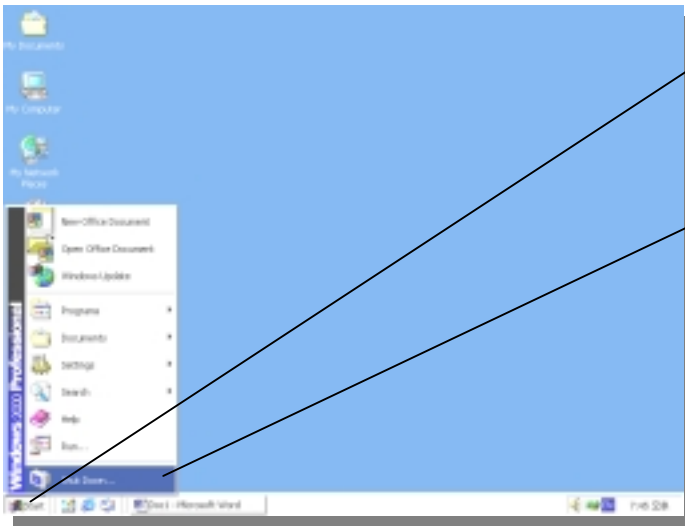 My Documents
My Computer
My Network
Places
New Office Document
Open Office Document
Windows Update
Programs
Documents
Settings
Search
Help
Run...
Shut Down...
Windows 2000 Professional
Start
Doc1 - Microsoft Word